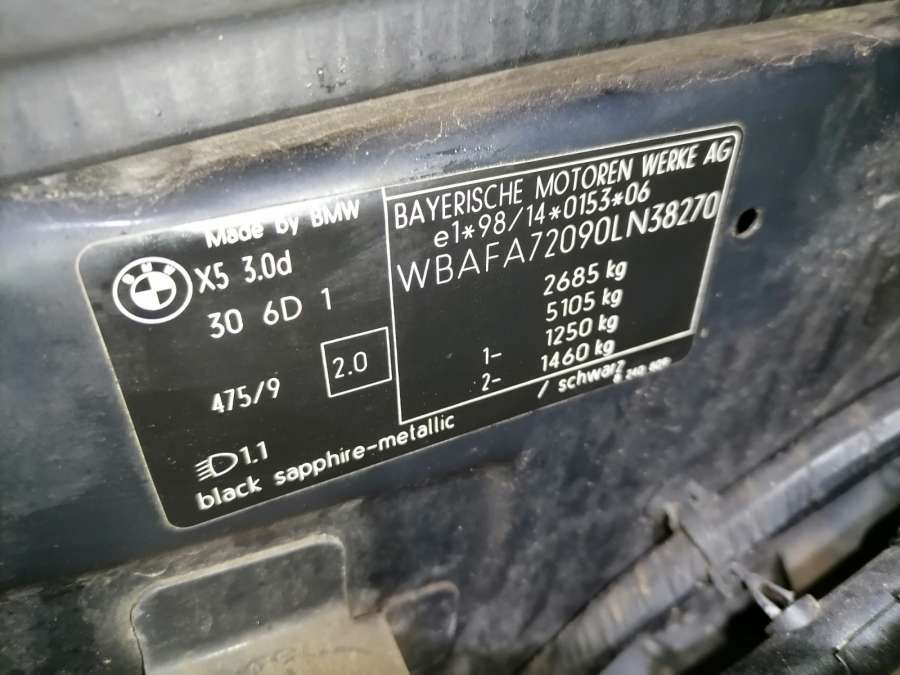 Made by BMW
X5 3.0d
30 6D 1
475/9
2.0
1.1
black sapphire-metallic / schwarz
BAYERISCHE MOTOREN WERKE AG
e1*98/14*0153*06
WBAFA72090LN38270
2685 kg
5105 kg
1- 1250 kg
2- 1460 kg